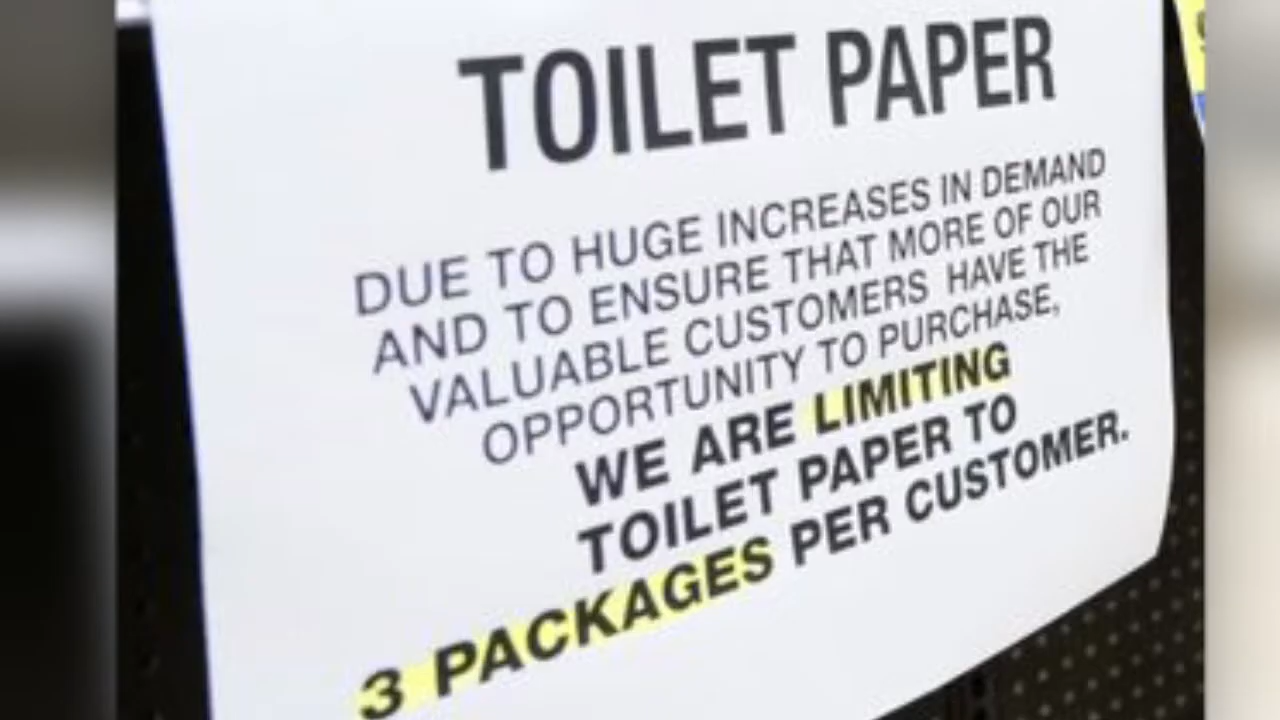 TOILET PAPER
DUE TO HUGE INCREASES IN DEMAND
AND TO ENSURE THAT MORE OF OUR
VALUABLE CUSTOMERS HAVE THE
OPPORTUNITY TO PURCHASE,
WE ARE LIMITING
TOILET PAPER TO
3 PACKAGES PER CUSTOMER.